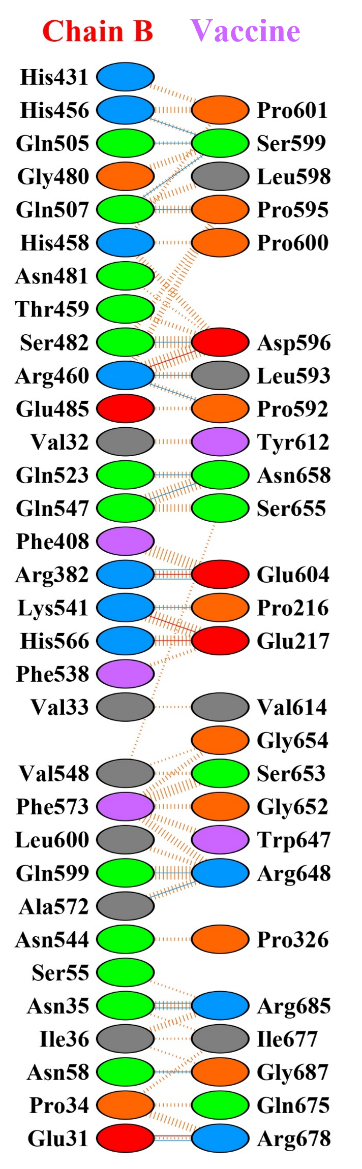 Chain B Vaccine
His431
His456 Pro601
Gln505 Ser599
Gly480 Leu598
Gln507 Pro595
His458 Pro600
Asn481
Thr459
Ser482 Asp596
Arg460 Leu593
Glu485 Pro592
Val32 Tyr612
Gln523 Asn658
Gln547 Ser655
Phe408
Arg382 Glu604
Lys541 Pro216
His566 Glu217
Phe538
Val33 Val614
Gly654
Val548 Ser653
Phe573 Gly652
Leu600 Trp647
Gln599 Arg648
Ala572
Asn544 Pro326
Ser55
Asn35 Arg685
Ile36 Ile677
Asn58 Gly687
Pro34 Gln675
Glu31 Arg678